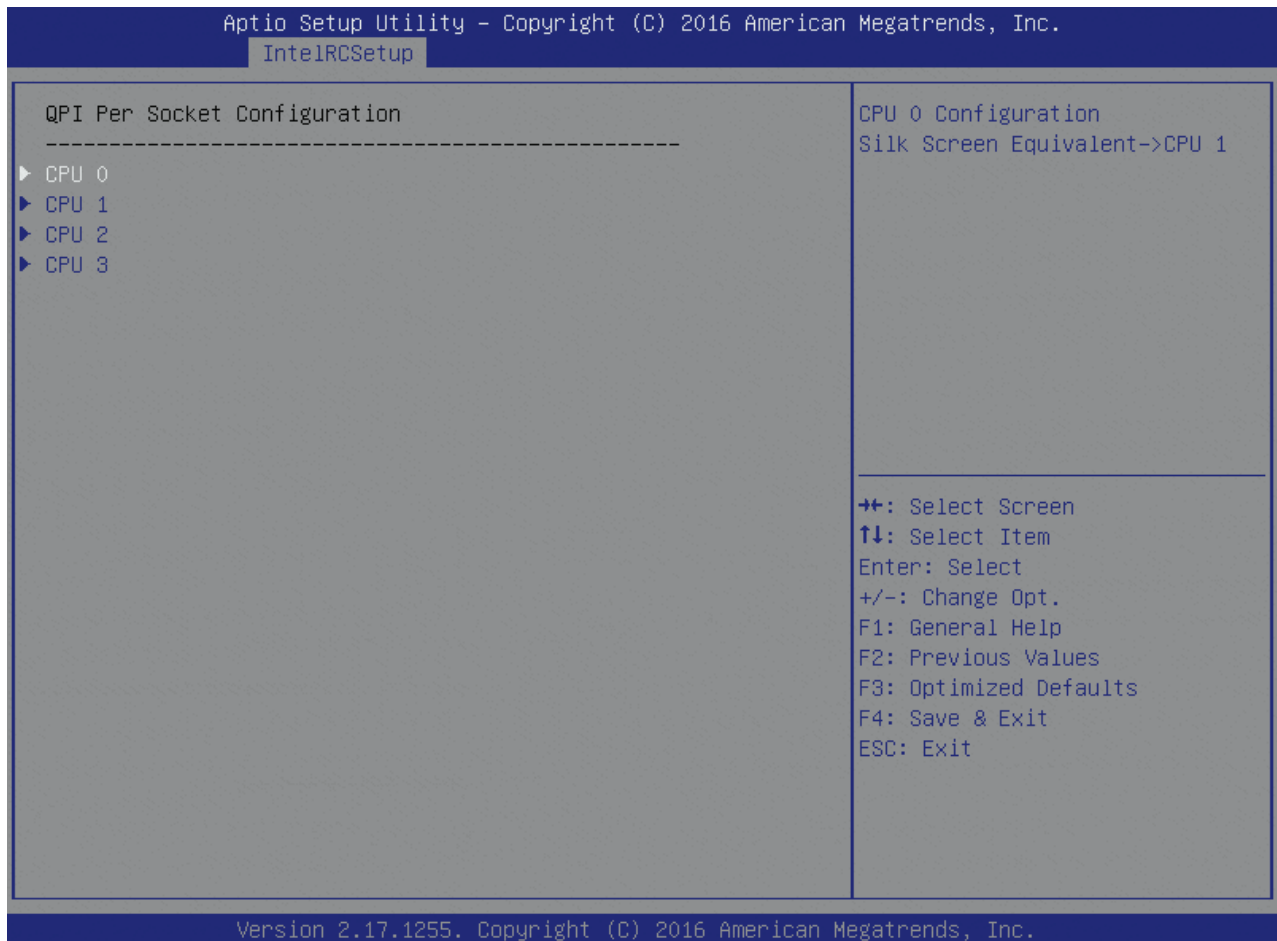 Aptio Setup Utility – Copyright (C) 2016 American Megatrends, Inc.
IntelRCSetup
QPI Per Socket Configuration
--------------------------------------------------
▶ CPU 0
▶ CPU 1
▶ CPU 2
▶ CPU 3
CPU 0 Configuration
Silk Screen Equivalent->CPU 1
→←: Select Screen
↑↓: Select Item
Enter: Select
+/-: Change Opt.
F1: General Help
F2: Previous Values
F3: Optimized Defaults
F4: Save & Exit
ESC: Exit
Version 2.17.1255. Copyright (C) 2016 American Megatrends, Inc.